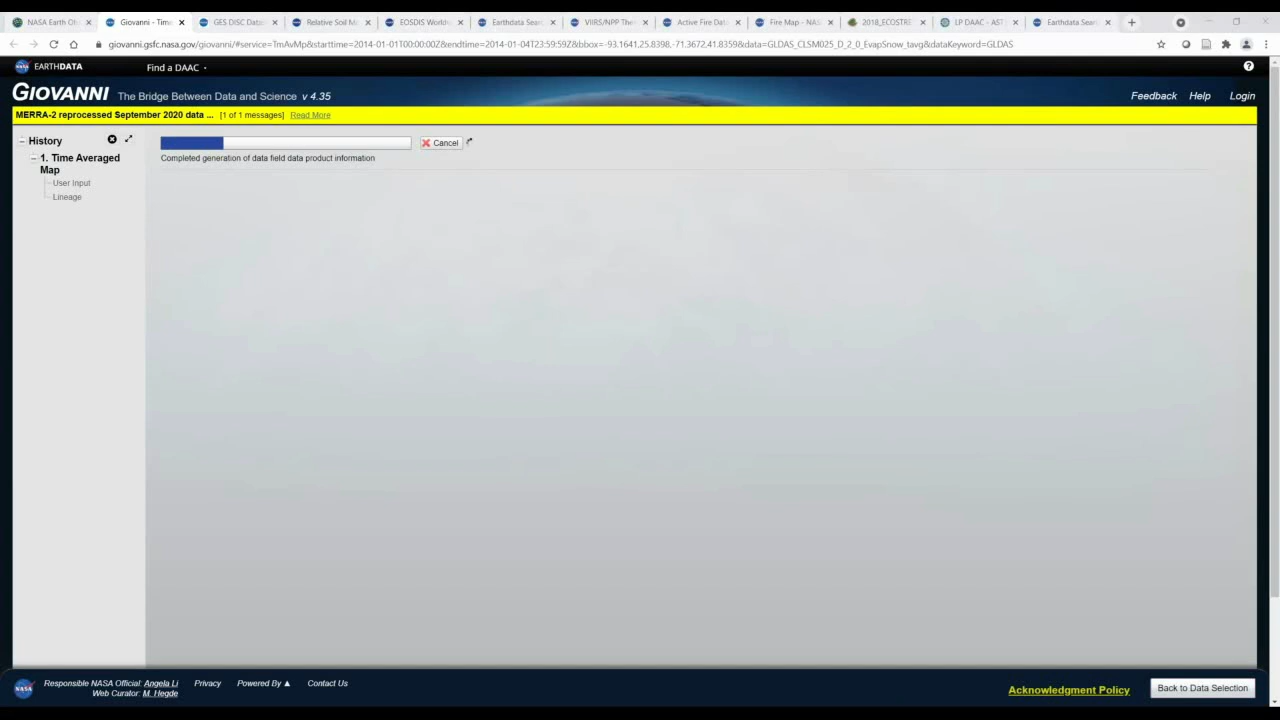 NASA Earth Ob
Giovanni - Time
GES DISC Datas
Relative Soil Mo
EOSDIS Worldv
Earthdata Sear
VIIRS/NPP Ther
Active Fire Data
Fire Map - NAS
2018_ECOSTRE
LP DAAC - AST
Earthdata Sear
giovanni.gsfc.nasa.gov/giovanni/#service=TmAvMp&starttime=2014-01-01T00:00:00Z&endtime=2014-01-04T23:59:59Z&bbox=-93.1641,25.8398,-71.3672,41.8359&data=GLDAS_CLSM025_D_2_0_EvapSnow_tavg&dataKeyword=GLDAS
EARTHDATA
Find a DAAC
GIOVANNI The Bridge Between Data and Science v 4.35
Feedback Help Login
MERRA-2 reprocessed September 2020 data ... [1 of 1 messages] Read More
History
Cancel
Completed generation of data field data product information
1. Time Averaged
Map
User Input
Lineage
Responsible NASA Official: Angela Li
Web Curator: M. Hegde
Privacy
Powered By ▲
Contact Us
Acknowledgment Policy
Back to Data Selection
NASA